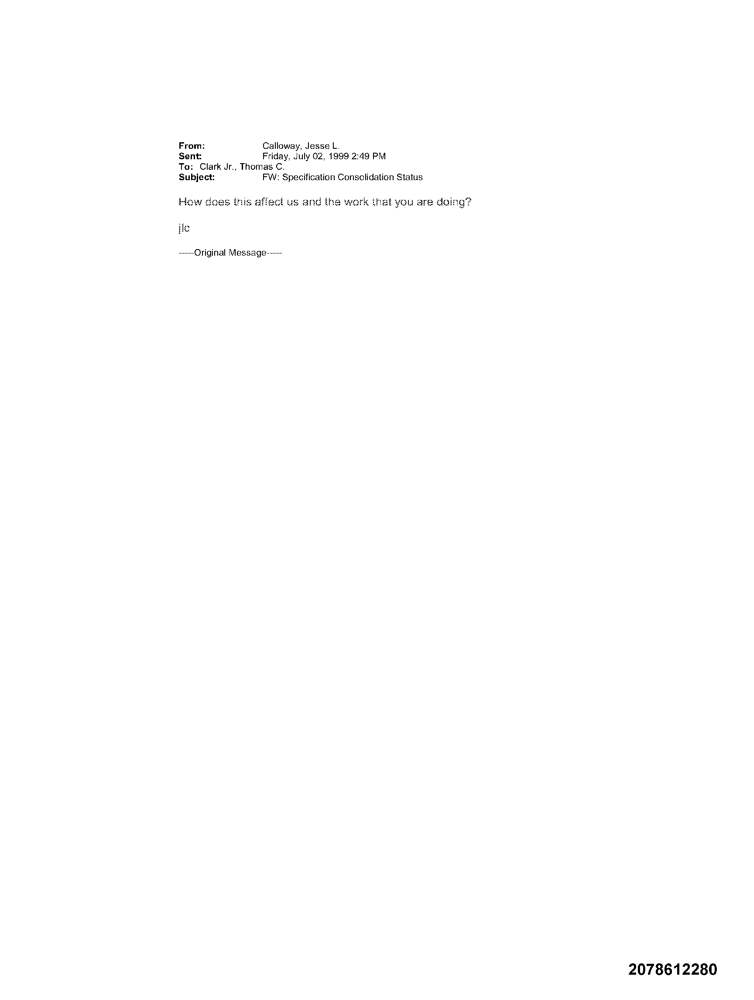 From: Calloway, Jesse L.
Sent: Friday, July 02, 1999 2:49 PM
To: Clark Jr., Thomas C.
Subject: FW: Specification Consolidation Status
How does this affect us and the work that you are doing?
jlc
-----Original Message-----
2078612280